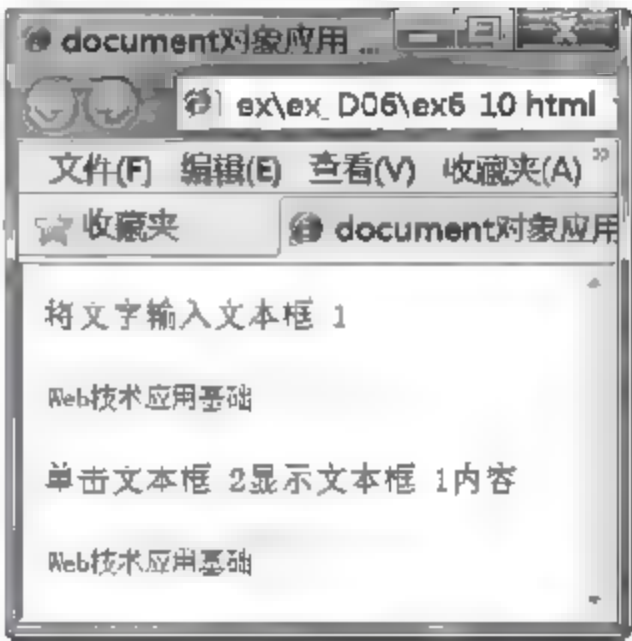 document对象应用 ...
ex\ex_D06\ex6 10 html
文件(F) 编辑(E) 查看(V) 收藏夹(A) »
收藏夹 document对象应用
将文字输入文本框 1
Web技术应用基础
单击文本框 2显示文本框 1内容
Web技术应用基础